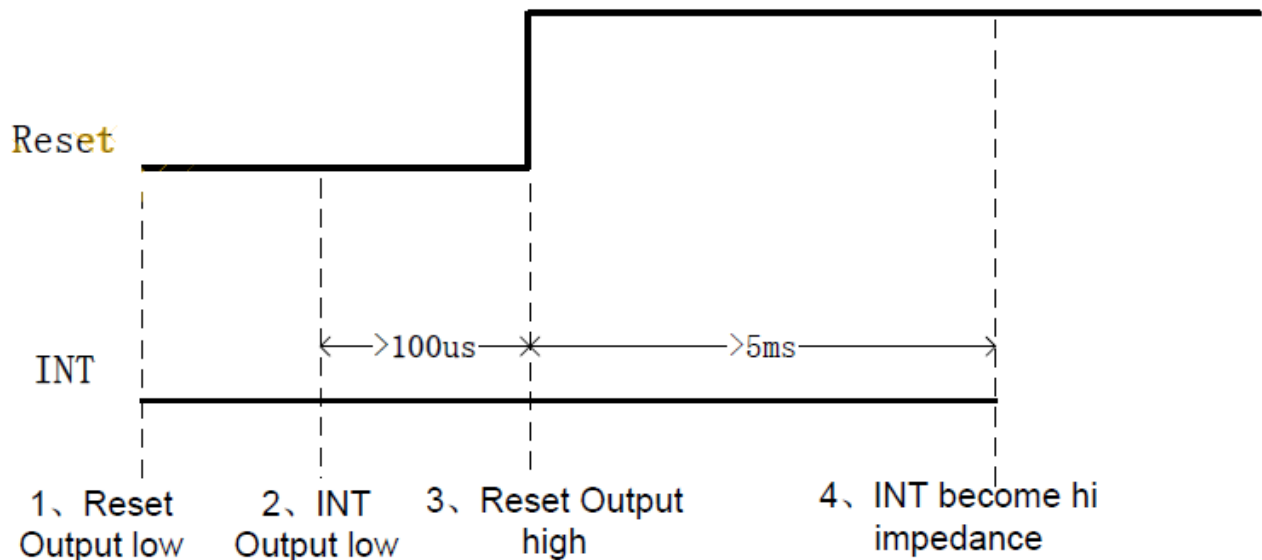 Reset
>100us
>5ms
INT
1、Reset
Output low
2、INT
Output low
3、Reset Output
high
4、INT become hi
impedance